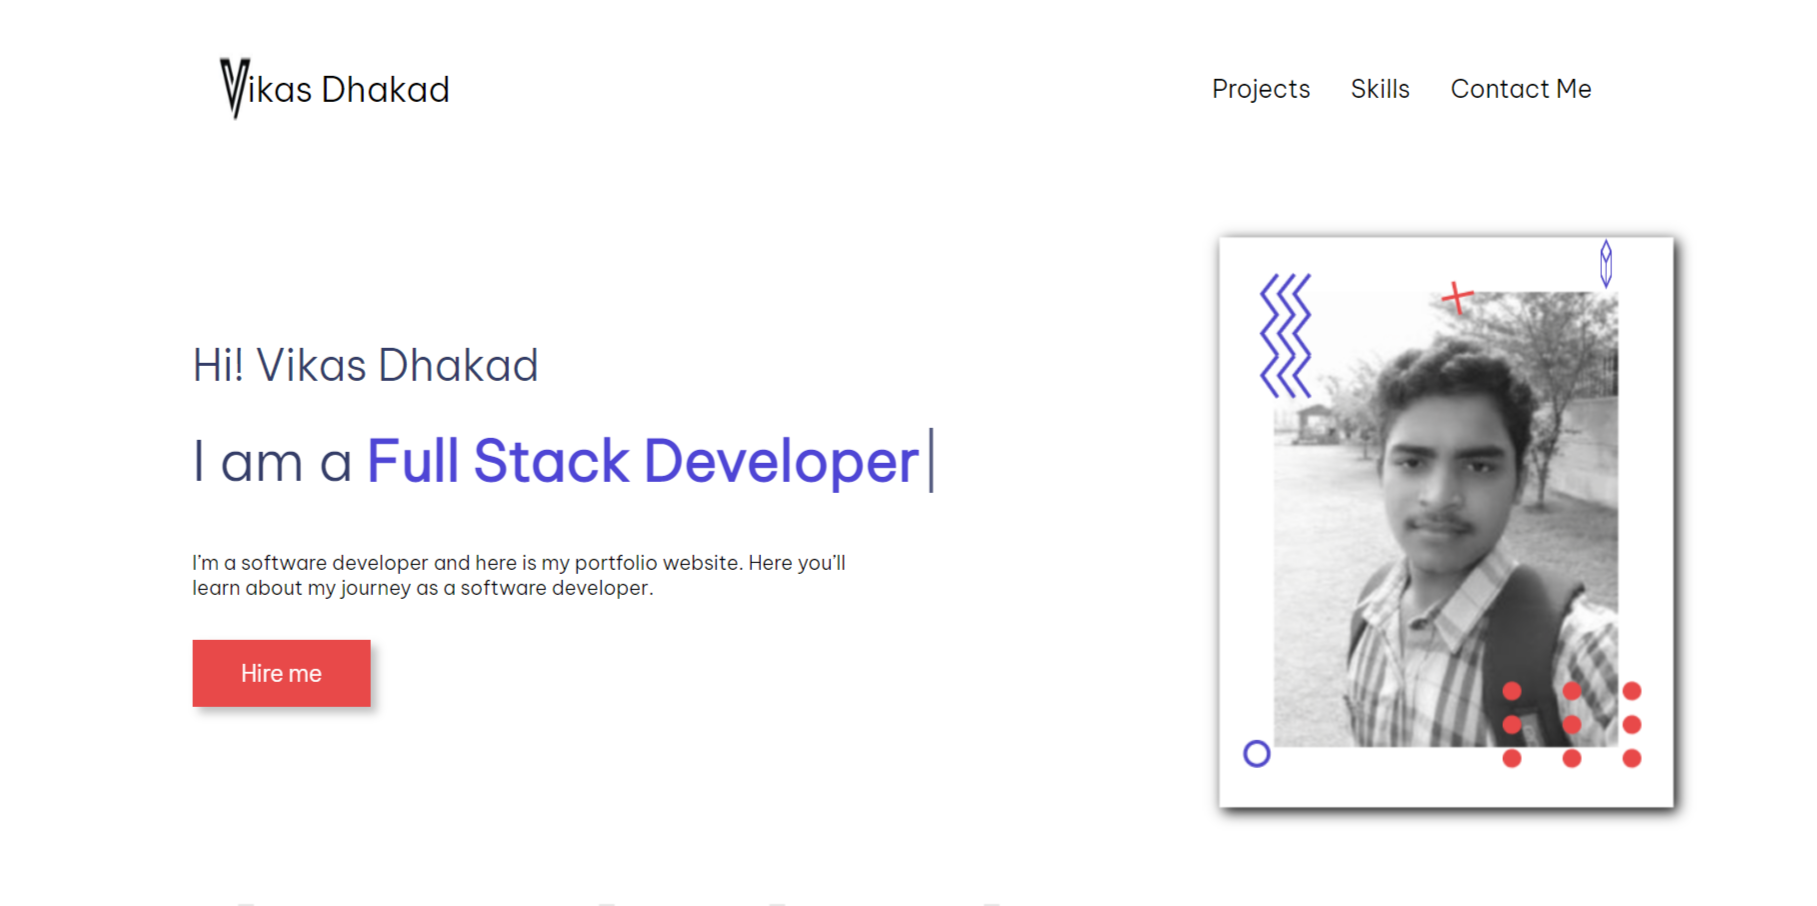 Vikas Dhakad
Projects Skills Contact Me
Hi! Vikas Dhakad
I am a Full Stack Developer
I'm a software developer and here is my portfolio website. Here you'll
learn about my journey as a software developer.
Hire me